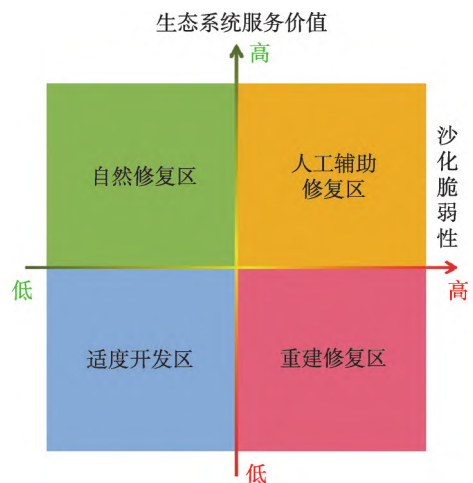 生态系统服务价值
高
自然修复区
人工辅助
修复区
沙化脆弱性
低
高
适度开发区
重建修复区
低